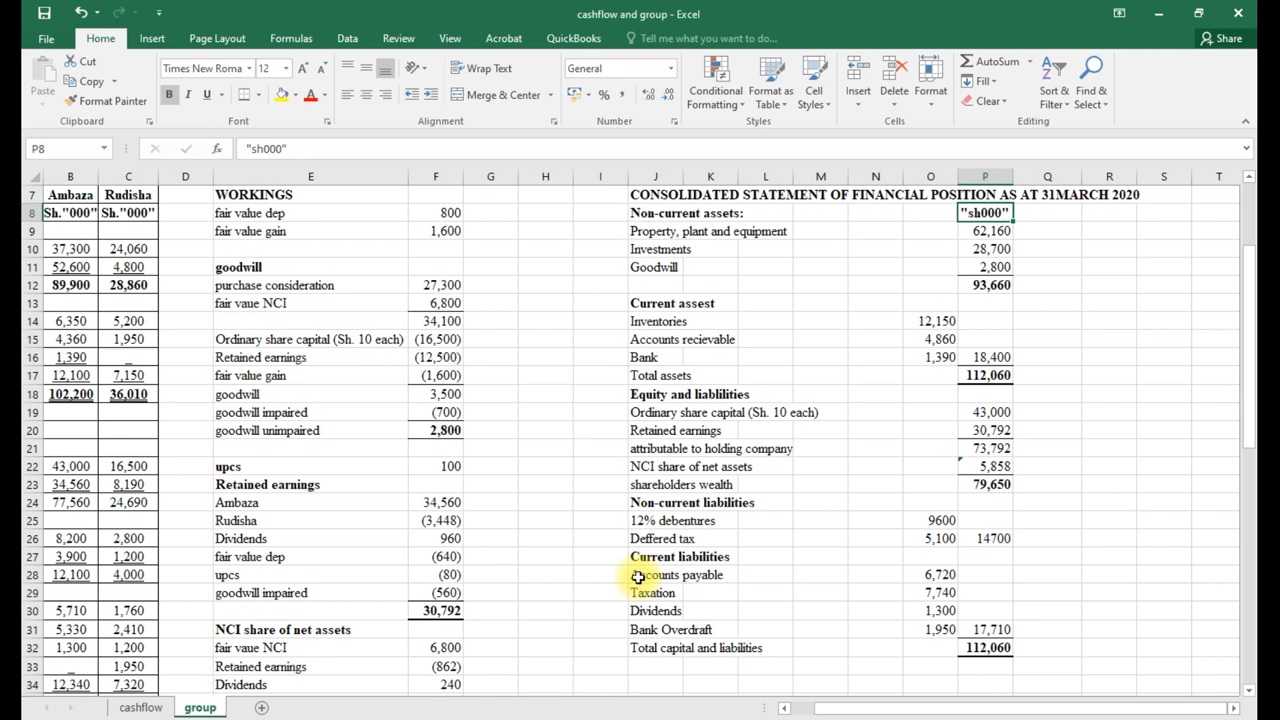 cashflow and group - Excel
File Home Insert Page Layout Formulas Data Review View Acrobat QuickBooks Tell me what you want to do... Share
Paste Cut Copy Format Painter Clipboard
Times New Roma 12 B I U Font
Wrap Text Merge & Center Alignment
General % , Number
Conditional Formatting Format as Table Cell Styles Styles
Insert Delete Format Cells
AutoSum Fill Clear Sort & Filter Find & Select Editing
P8 fx "sh000"
B C D E F G H I J K L M N O P Q R S T
7 Ambaza Rudisha WORKINGS CONSOLIDATED STATEMENT OF FINANCIAL POSITION AS AT 31MARCH 2020
8 Sh."000" Sh."000" fair value dep 800 Non-current assets: "sh000"
9 fair value gain 1,600 Property, plant and equipment 62,160
10 37,300 24,060 Investments 28,700
11 52,600 4,800 goodwill Goodwill 2,800
12 89,900 28,860 purchase consideration 27,300 93,660
13 fair vaue NCI 6,800 Current assest
14 6,350 5,200 34,100 Inventories 12,150
15 4,360 1,950 Ordinary share capital (Sh. 10 each) (16,500) Accounts recievable 4,860
16 1,390 _ Retained earnings (12,500) Bank 1,390 18,400
17 12,100 7,150 fair value gain (1,600) Total assets 112,060
18 102,200 36,010 goodwill 3,500 Equity and liablilities
19 goodwill impaired (700) Ordinary share capital (Sh. 10 each) 43,000
20 goodwill unimpaired 2,800 Retained earnings 30,792
21 attributable to holding company 73,792
22 43,000 16,500 upcs 100 NCI share of net assets 5,858
23 34,560 8,190 Retained earnings shareholders wealth 79,650
24 77,560 24,690 Ambaza 34,560 Non-current liabilities
25 Rudisha (3,448) 12% debentures 9600
26 8,200 2,800 Dividends 960 Deffered tax 5,100 14700
27 3,900 1,200 fair value dep (640) Current liabilities
28 12,100 4,000 upcs (80) Accounts payable 6,720
29 goodwill impaired (560) Taxation 7,740
30 5,710 1,760 30,792 Dividends 1,300
31 5,330 2,410 NCI share of net assets Bank Overdraft 1,950 17,710
32 1,300 1,200 fair vaue NCI 6,800 Total capital and liabilities 112,060
33 _ 1,950 Retained earnings (862)
34 12,340 7,320 Dividends 240
cashflow group